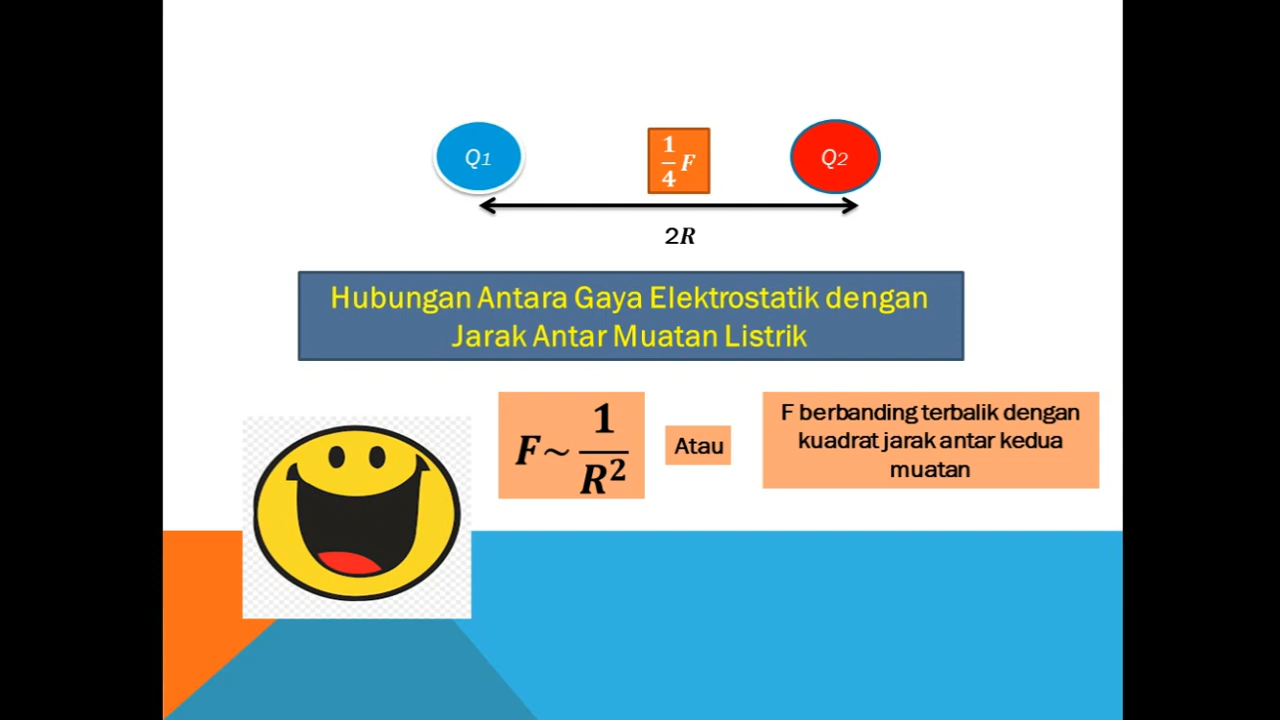 Q1
1/4 F
Q2
2R
Hubungan Antara Gaya Elektrostatik dengan
Jarak Antar Muatan Listrik
F~ 1/R²
Atau
F berbanding terbalik dengan
kuadrat jarak antar kedua
muatan